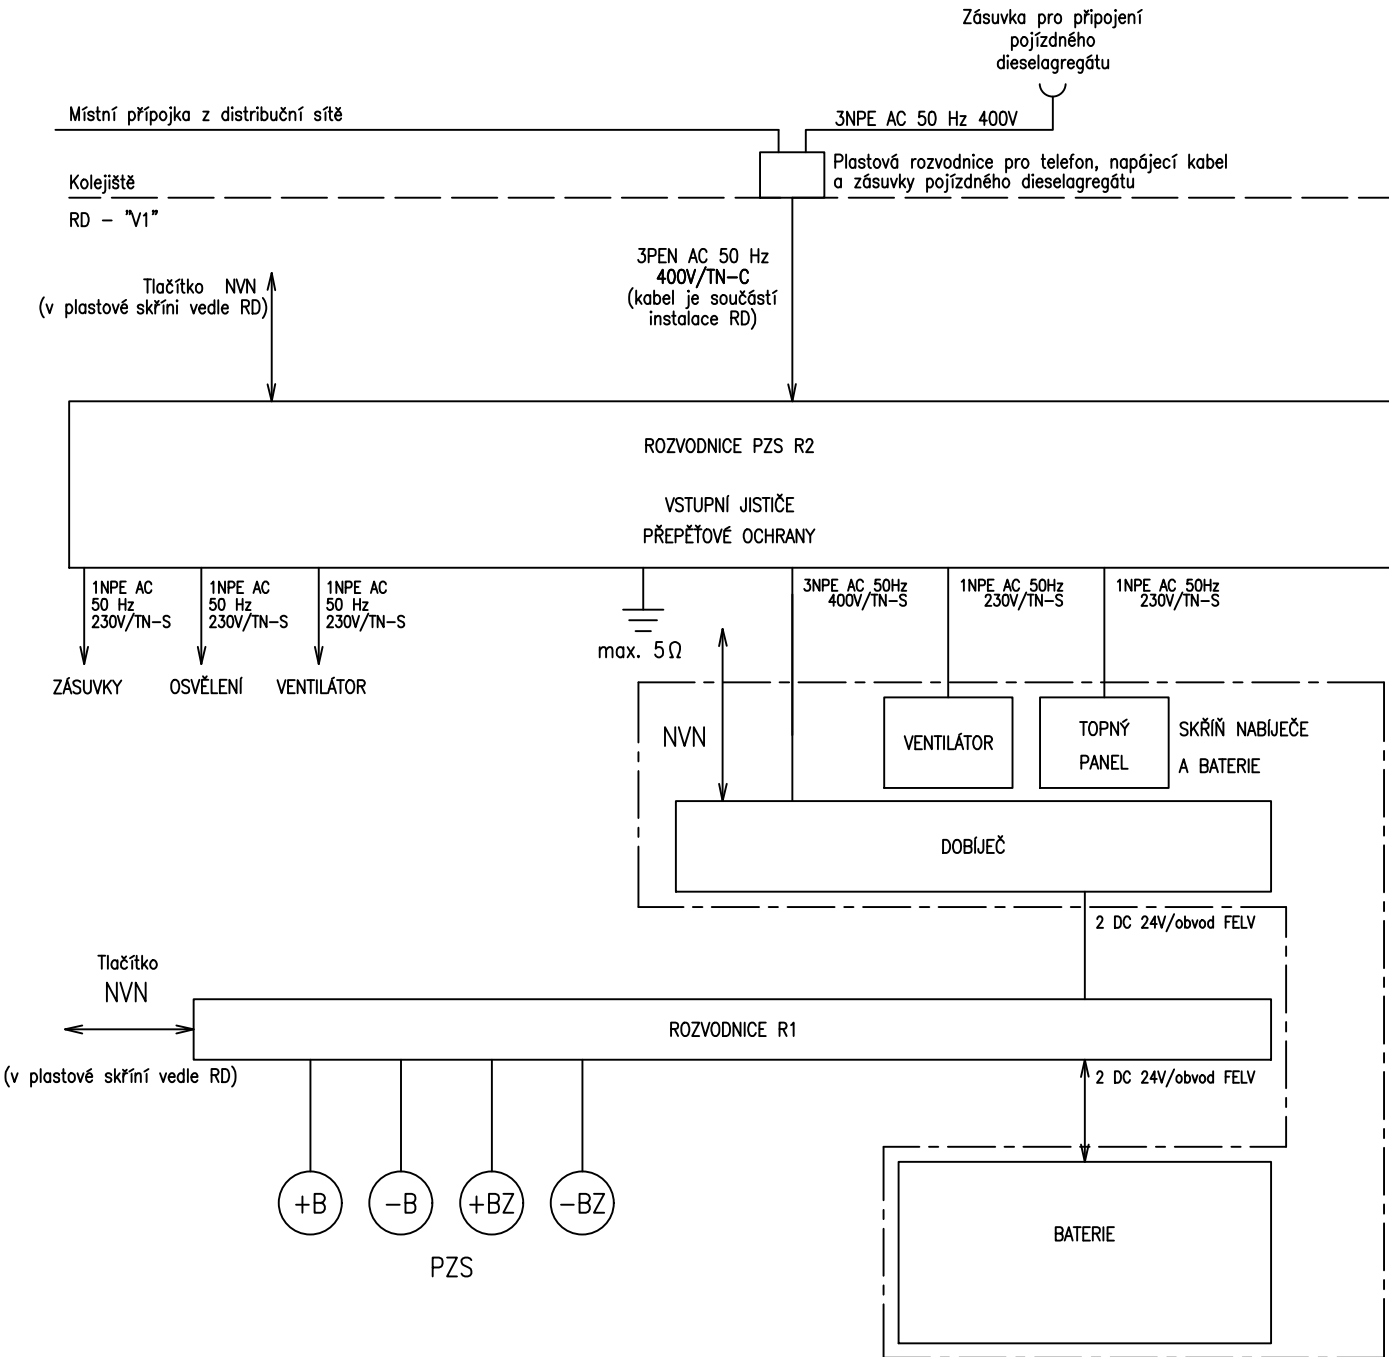 Zásuvka pro připojení
pojízdného
dieselagregátu
Místní přípojka z distribuční sítě
3NPE AC 50 Hz 400V
Plastová rozvodnice pro telefon, napájecí kabel
a zásuvky pojízdného dieselagregátu
Kolejiště
RD – "V1"
3PEN AC 50 Hz
400V/TN–C
(kabel je součástí
instalace RD)
Tlačítko NVN
(v plastové skříni vedle RD)
ROZVODNICE PZS R2
VSTUPNÍ JISTIČE
PŘEPĚŤOVÉ OCHRANY
1NPE AC
50 Hz
230V/TN–S
1NPE AC
50 Hz
230V/TN–S
1NPE AC
50 Hz
230V/TN–S
3NPE AC 50Hz
400V/TN–S
1NPE AC 50Hz
230V/TN–S
1NPE AC 50Hz
230V/TN–S
max. 5Ω
ZÁSUVKY
OSVĚLENÍ
VENTILÁTOR
NVN
VENTILÁTOR
TOPNÝ
PANEL
SKŘÍŇ NABÍJEČE
A BATERIE
DOBÍJEČ
2 DC 24V/obvod FELV
Tlačítko
NVN
(v plastové skříní vedle RD)
ROZVODNICE R1
2 DC 24V/obvod FELV
+B
–B
+BZ
–BZ
PZS
BATERIE